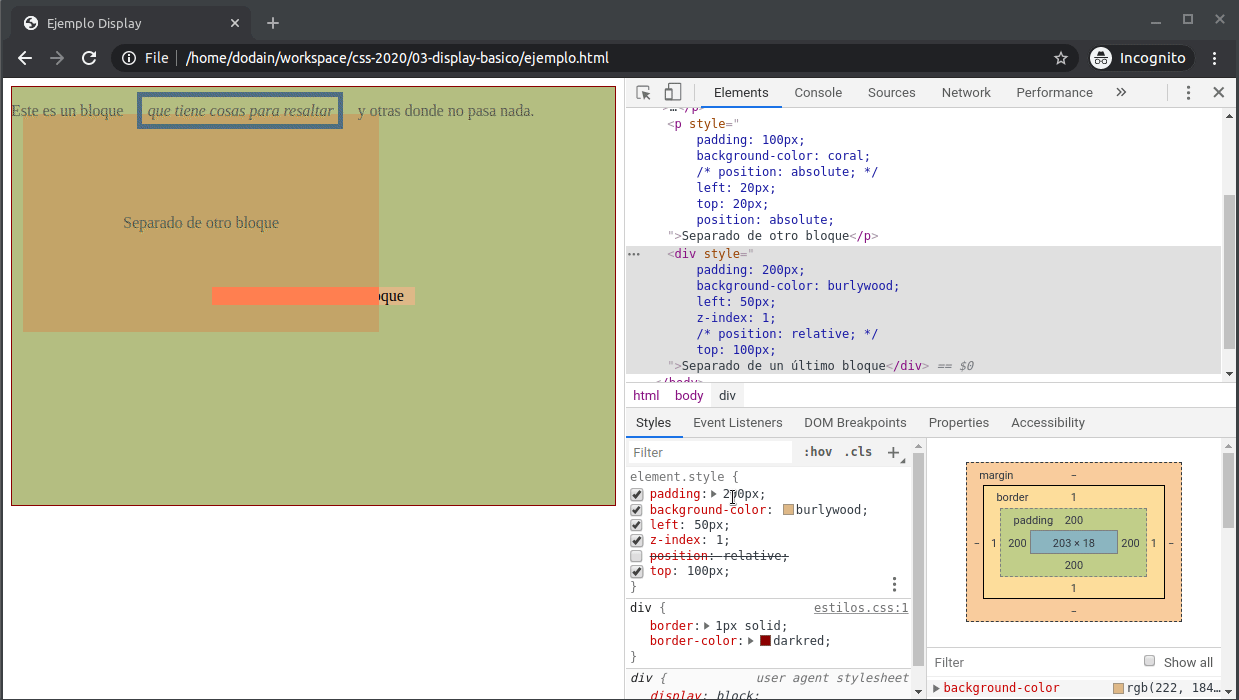 Ejemplo Display
File | /home/dodain/workspace/css-2020/03-display-basico/ejemplo.html
Incognito
Este es un bloque que tiene cosas para resaltar y otras donde no pasa nada.
Separado de otro bloque
oque
Elements Console Sources Network Performance »
<p style="
padding: 100px;
background-color: coral;
/* position: absolute; */
left: 20px;
top: 20px;
position: absolute;
">Separado de otro bloque</p>
<div style="
padding: 200px;
background-color: burlywood;
left: 50px;
z-index: 1;
/* position: relative; */
top: 100px;
">Separado de un último bloque</div> == $0
</body>
html body div
Styles Event Listeners DOM Breakpoints Properties Accessibility
Filter :hov .cls +
element.style {
padding: 200px;
background-color: burlywood;
left: 50px;
z-index: 1;
position: relative;
top: 100px;
}
div { estilos.css:1
border: 1px solid;
border-color: darkred;
}
div { user agent stylesheet
display: block;
margin –
border 1
padding 200
– 1 200 203 × 18 200 1 –
200
1
–
Filter Show all
background-color rgb(222, 184…